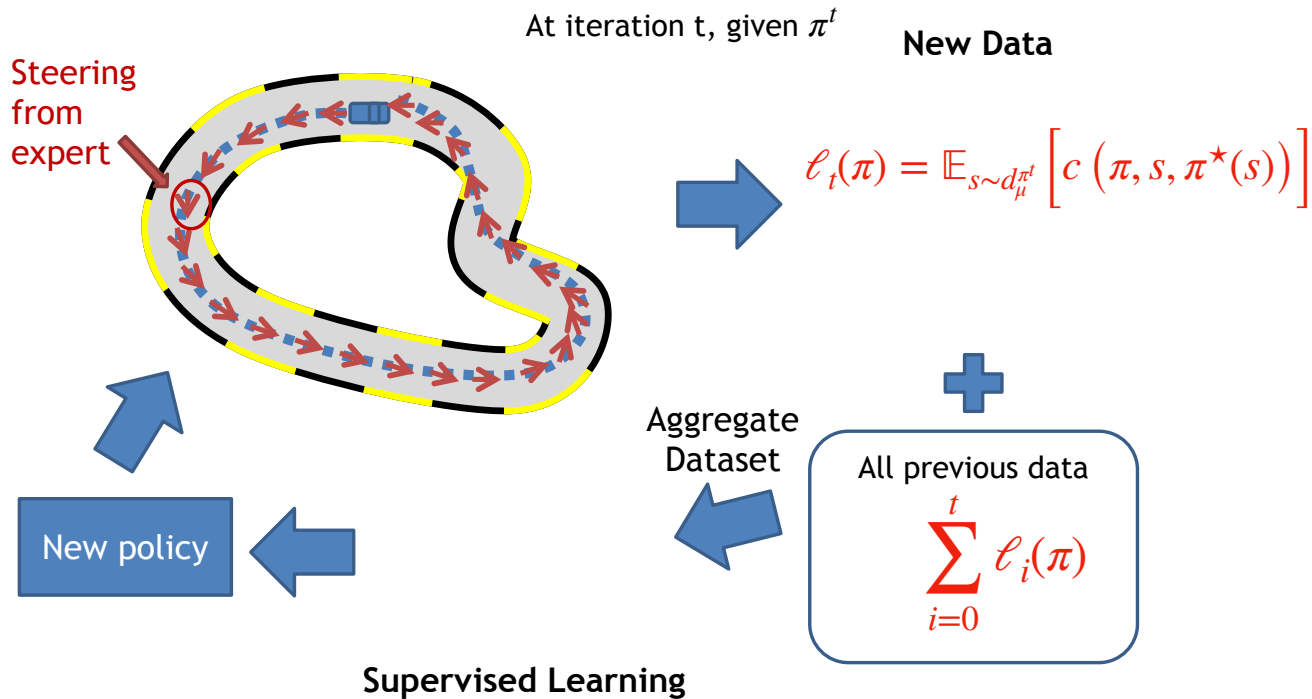 At iteration t, given π^t
New Data
Steering
from
expert
ℓ_t(π) = 𝔼_{s∼d_μ^{π^t}} [c (π, s, π^⋆(s))]
Aggregate
Dataset
All previous data
∑_{i=0}^{t} ℓ_i(π)
New policy
Supervised Learning